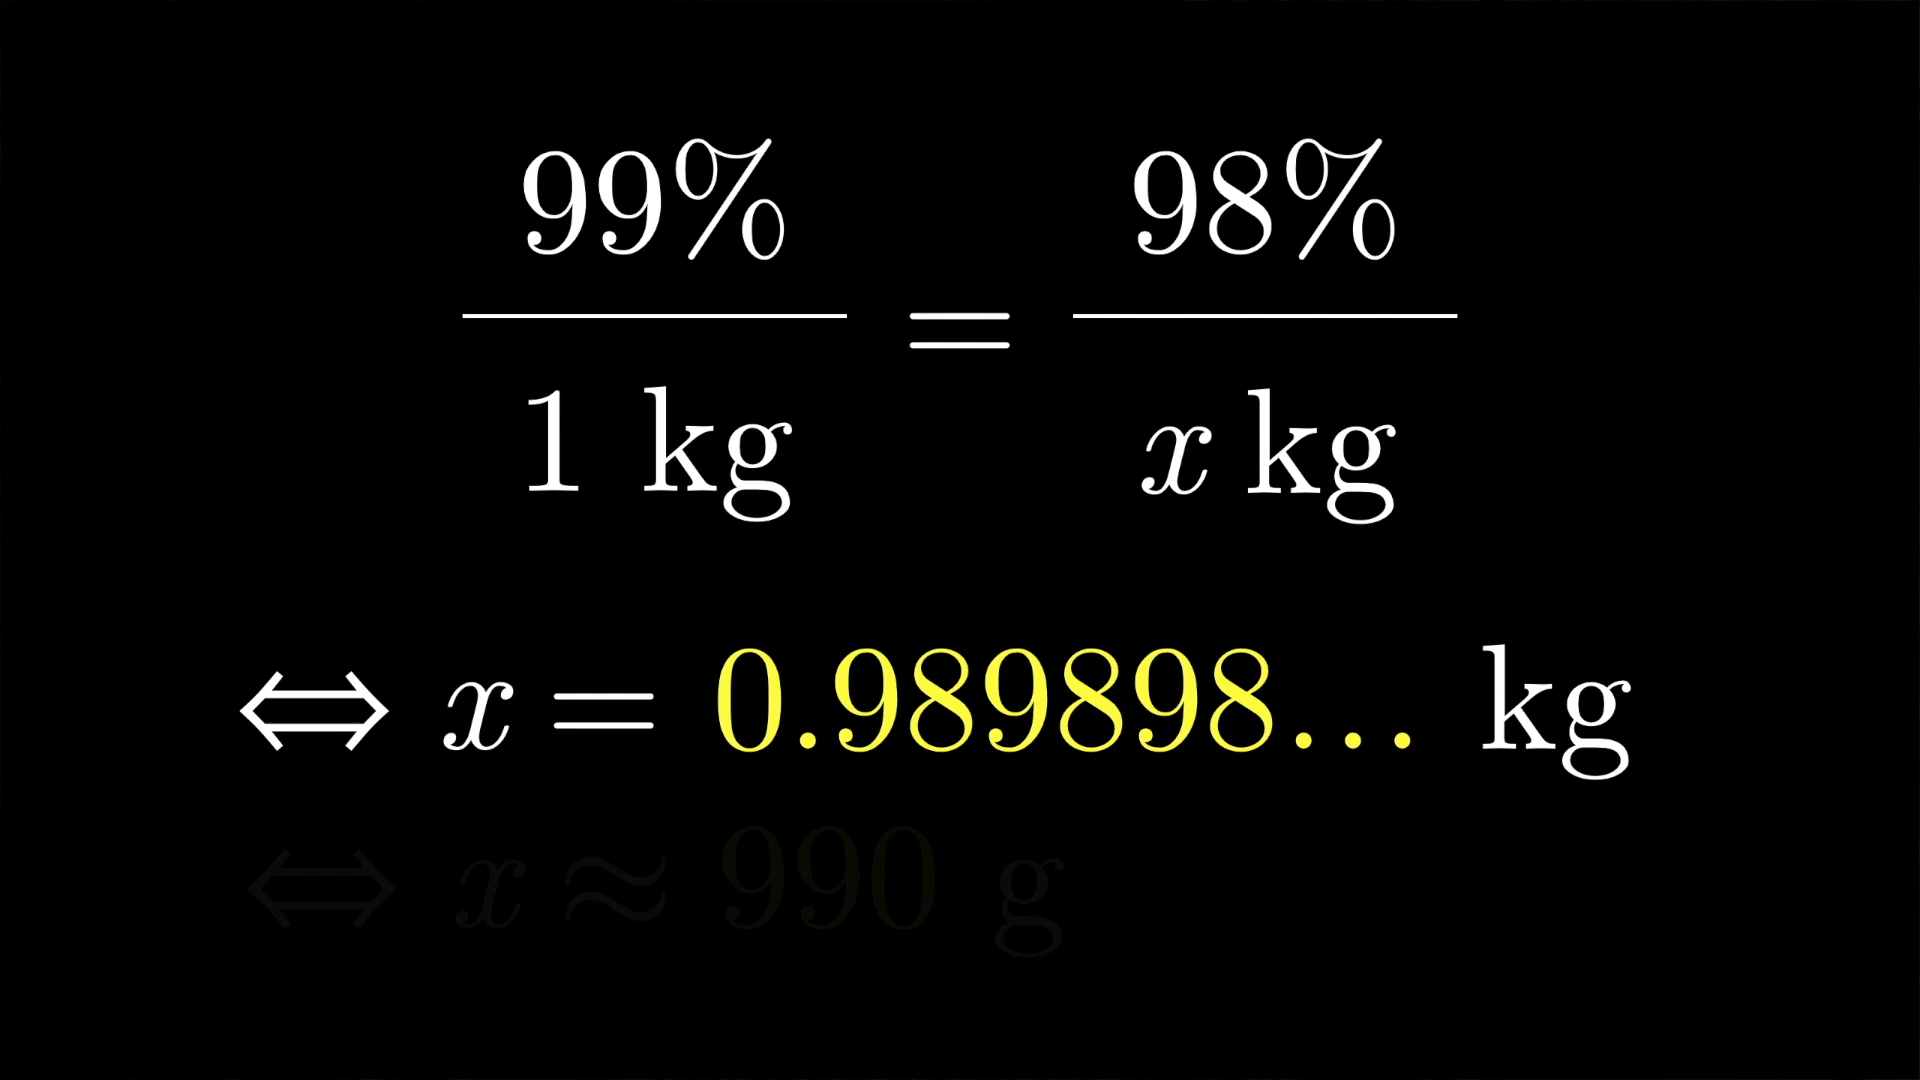 99% = 98%
1 kg x kg
⇔ x = 0.989898... kg
⇔ x ≈ 990 g